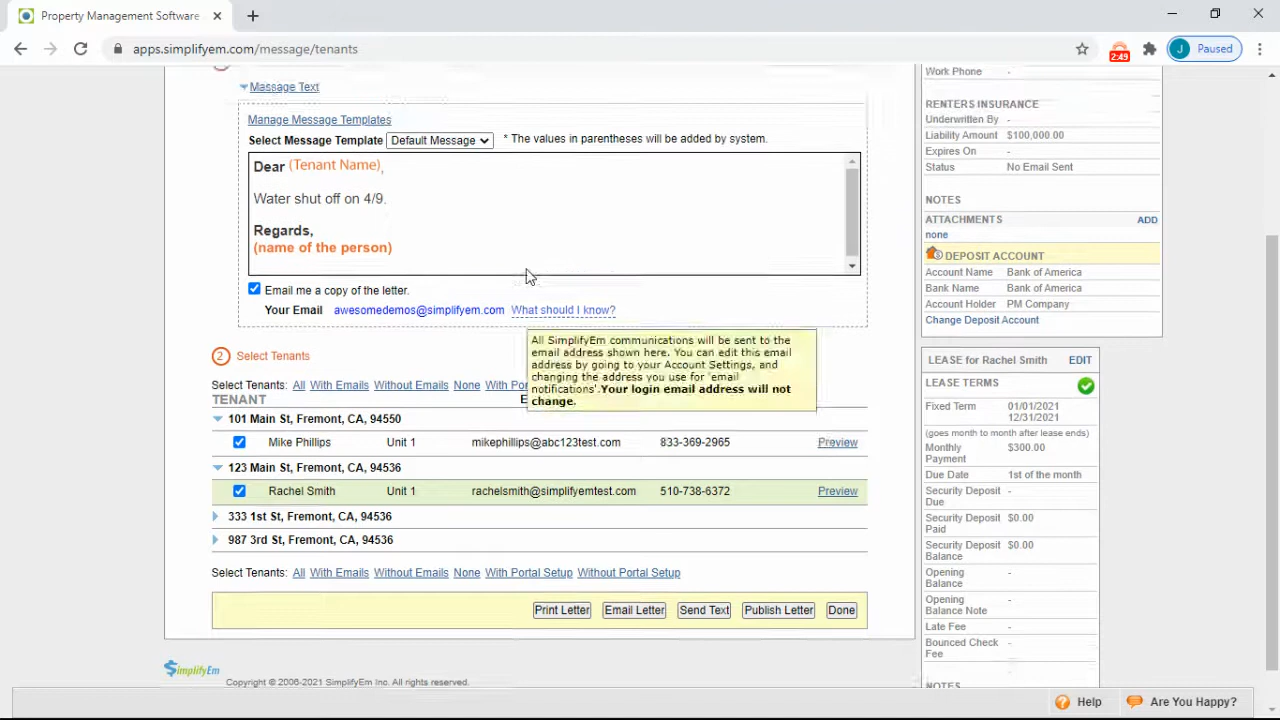 Property Management Software
J Paused
apps.simplifyem.com/message/tenants
2:49
Massage Text
Manage Message Templates
Select Message Template Default Message * The values in parentheses will be added by system.
Dear (Tenant Name),
Water shut off on 4/9.
Regards,
(name of the person)
Email me a copy of the letter.
Your Email awesomedemos@simplifyem.com What should I know?
All SimplifyEm communications will be sent to the
email address shown here. You can edit this email
address by going to your Account Settings, and
changing the address you use for 'email
notifications'.Your login email address will not
change.
2 Select Tenants
Select Tenants: All With Emails Without Emails None With Por
TENANT E
101 Main St, Fremont, CA, 94550
Mike Phillips Unit 1 mikephillips@abc123test.com 833-369-2965 Preview
123 Main St, Fremont, CA, 94536
Rachel Smith Unit 1 rachelsmith@simplifyemtest.com 510-738-6372 Preview
333 1st St, Fremont, CA, 94536
987 3rd St, Fremont, CA, 94536
Select Tenants: All With Emails Without Emails None With Portal Setup Without Portal Setup
Print Letter Email Letter Send Text Publish Letter Done
SimplifyEm
Copyright © 2006-2021 SimplifyEm Inc. All rights reserved.
Work Phone -
RENTERS INSURANCE
Underwritten By -
Liability Amount $100,000.00
Expires On -
Status No Email Sent
NOTES
ATTACHMENTS ADD
none
DEPOSIT ACCOUNT
Account Name Bank of America
Bank Name Bank of America
Account Holder PM Company
Change Deposit Account
LEASE for Rachel Smith EDIT
LEASE TERMS
Fixed Term 01/01/2021
12/31/2021
(goes month to month after lease ends)
Monthly
Payment $300.00
Due Date 1st of the month
Security Deposit -
Due
Security Deposit $0.00
Paid
Security Deposit $0.00
Balance
Opening -
Balance
Opening -
Balance Note
Late Fee -
Bounced Check -
Fee
NOTES
Help Are You Happy?